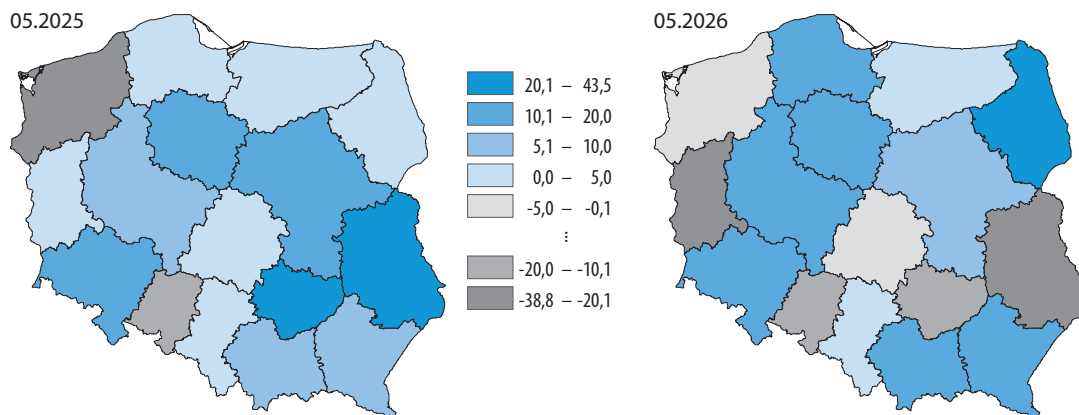 05.2025
05.2026
20,1 – 43,5
10,1 – 20,0
5,1 – 10,0
0,0 – 5,0
-5,0 – -0,1
⋮
-20,0 – -10,1
-38,8 – -20,1